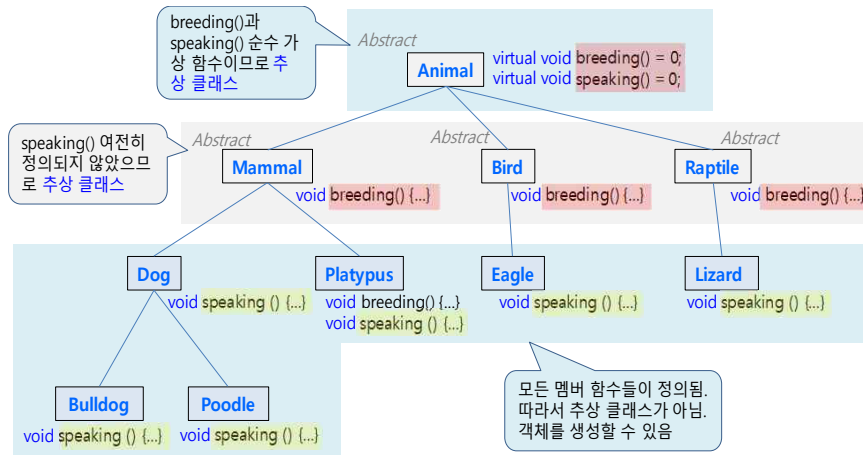 breeding()과
speaking() 순수 가
상 함수이므로 추
상 클래스
Abstract
Animal
virtual void breeding() = 0;
virtual void speaking() = 0;
speaking() 여전히
정의되지 않았으므
로 추상 클래스
Abstract
Abstract
Abstract
Mammal
Bird
Raptile
void breeding() {...}
void breeding() {...}
void breeding() {...}
Dog
Platypus
Eagle
Lizard
void speaking () {...}
void breeding() {...}
void speaking () {...}
void speaking () {...}
void speaking () {...}
Bulldog
Poodle
void speaking () {...}
void speaking () {...}
모든 멤버 함수들이 정의됨.
따라서 추상 클래스가 아님.
객체를 생성할 수 있음